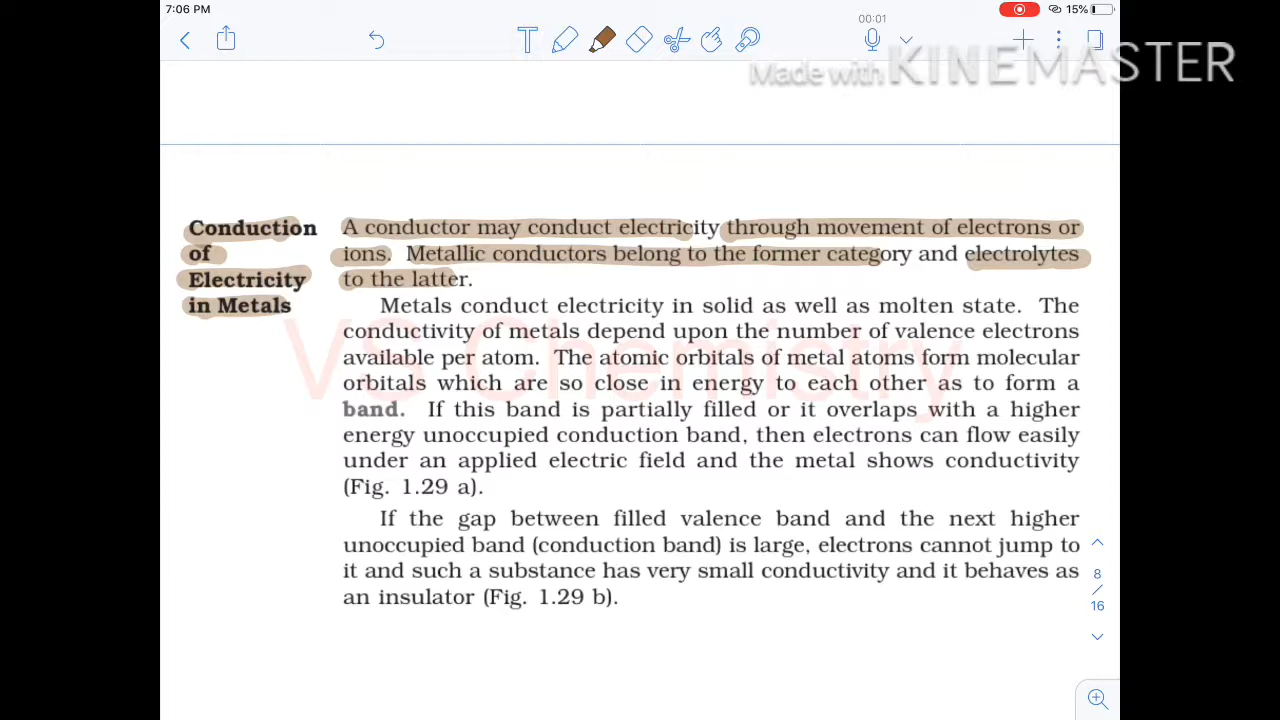 7:06 PM
15%
00:01
Made with KINEMASTER
Conduction
of
Electricity
in Metals
A conductor may conduct electricity through movement of electrons or
ions. Metallic conductors belong to the former category and electrolytes
to the latter.
Metals conduct electricity in solid as well as molten state. The
conductivity of metals depend upon the number of valence electrons
available per atom. The atomic orbitals of metal atoms form molecular
orbitals which are so close in energy to each other as to form a
band. If this band is partially filled or it overlaps with a higher
energy unoccupied conduction band, then electrons can flow easily
under an applied electric field and the metal shows conductivity
(Fig. 1.29 a).
If the gap between filled valence band and the next higher
unoccupied band (conduction band) is large, electrons cannot jump to
it and such a substance has very small conductivity and it behaves as
an insulator (Fig. 1.29 b).
VS Chemistry
8
/
16